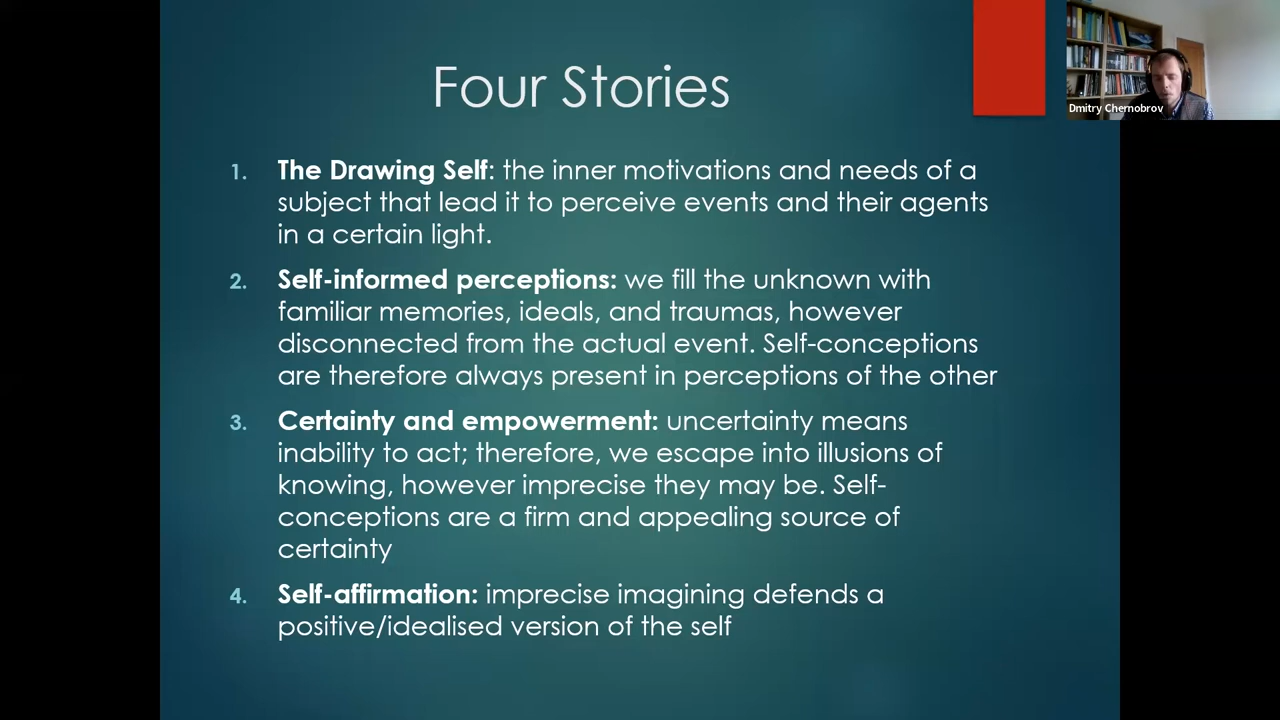 Four Stories
Dmitry Chernobrov
1. The Drawing Self: the inner motivations and needs of a
subject that lead it to perceive events and their agents
in a certain light.
2. Self-informed perceptions: we fill the unknown with
familiar memories, ideals, and traumas, however
disconnected from the actual event. Self-conceptions
are therefore always present in perceptions of the other
3. Certainty and empowerment: uncertainty means
inability to act; therefore, we escape into illusions of
knowing, however imprecise they may be. Self-
conceptions are a firm and appealing source of
certainty
4. Self-affirmation: imprecise imagining defends a
positive/idealised version of the self